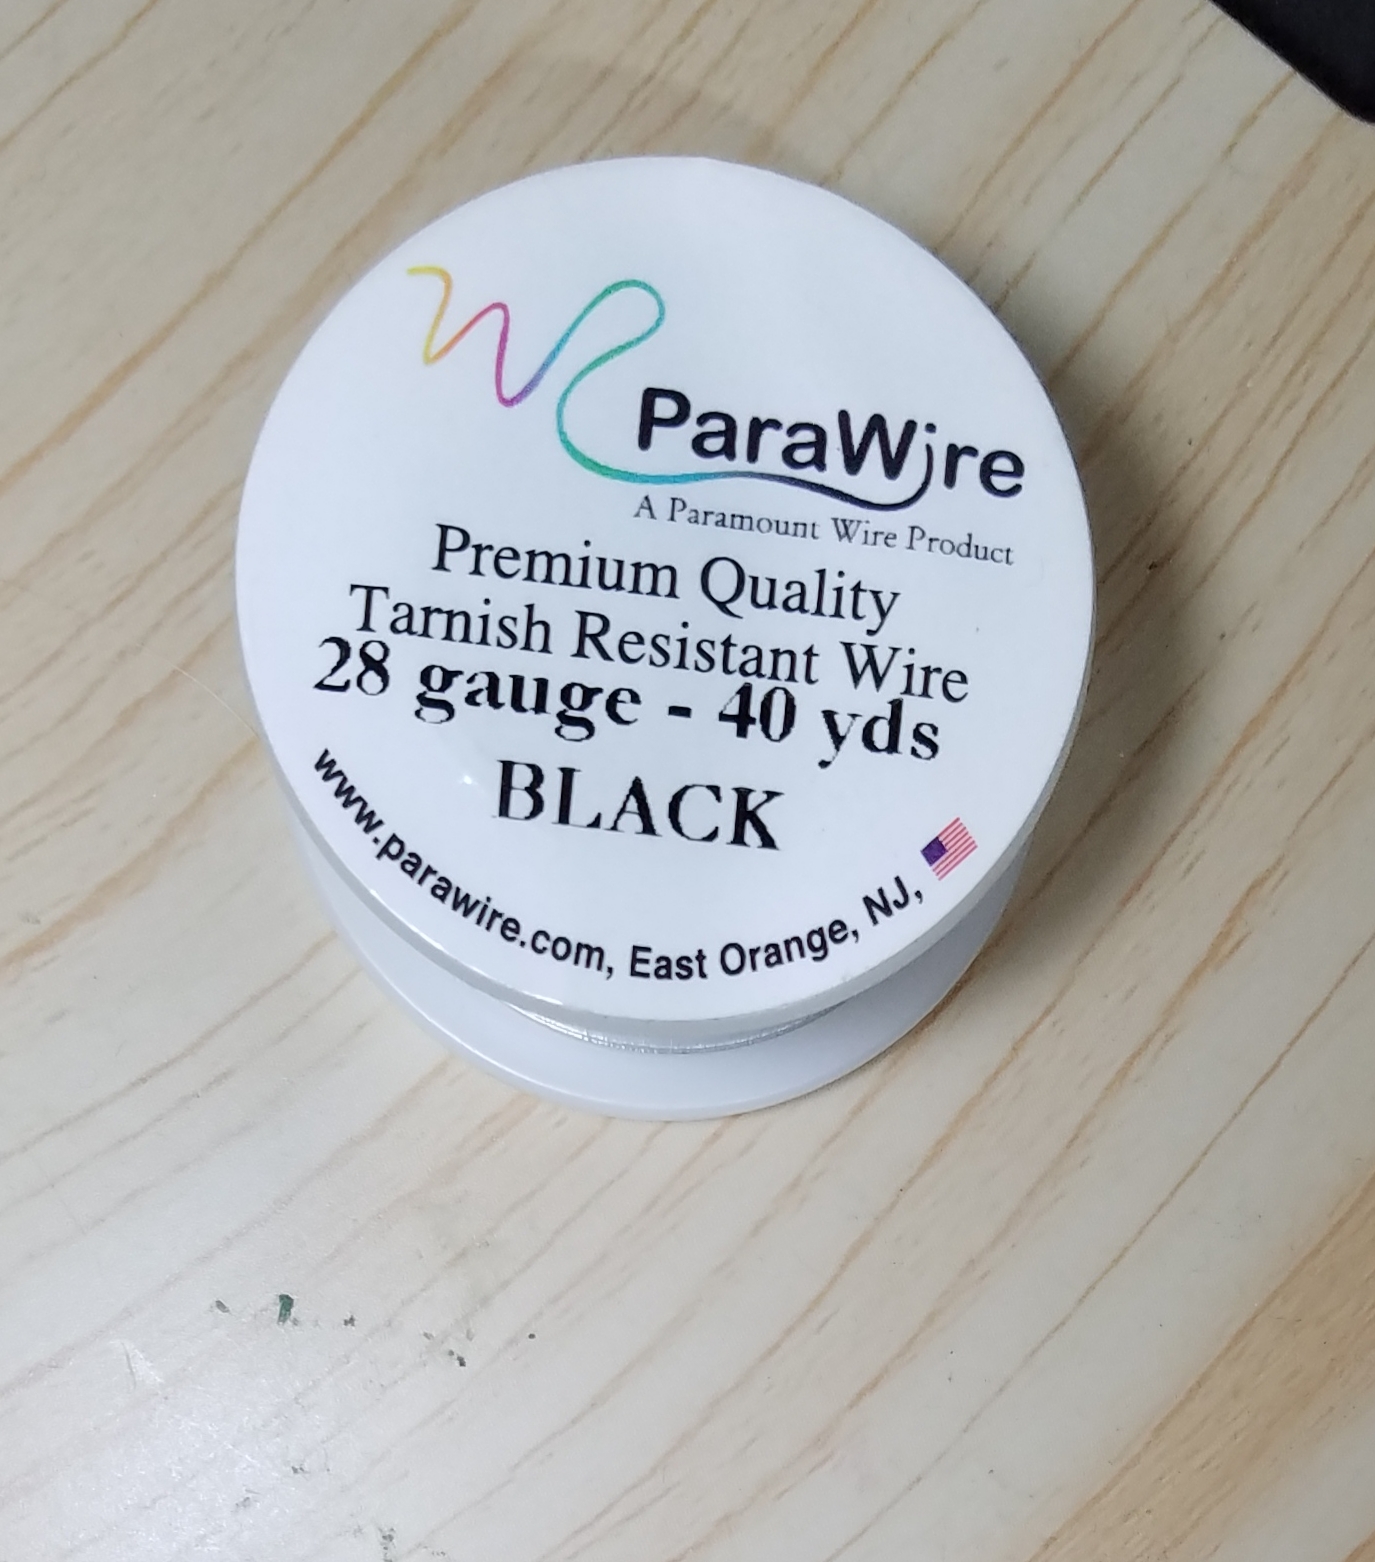 ParaWire
A Paramount Wire Product
Premium Quality
Tarnish Resistant Wire
28 gauge - 40 yds
BLACK
www.parawire.com, East Orange, NJ,